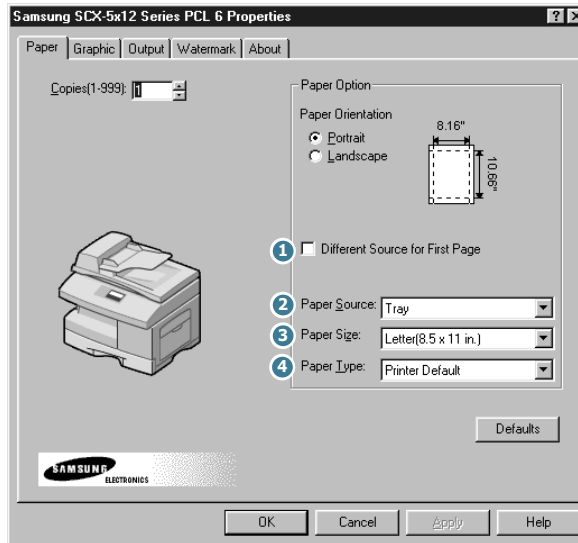 Samsung SCX-5x12 Series PCL 6 Properties
Paper Graphic Output Watermark About
Copies(1-999): 1
Paper Option
Paper Orientation
Portrait
Landscape
8.16"
10.66"
1 Different Source for First Page
2 Paper Source: Tray
3 Paper Size: Letter(8.5 x 11 in.)
4 Paper Type: Printer Default
Defaults
SAMSUNG
ELECTRONICS
OK Cancel Apply Help